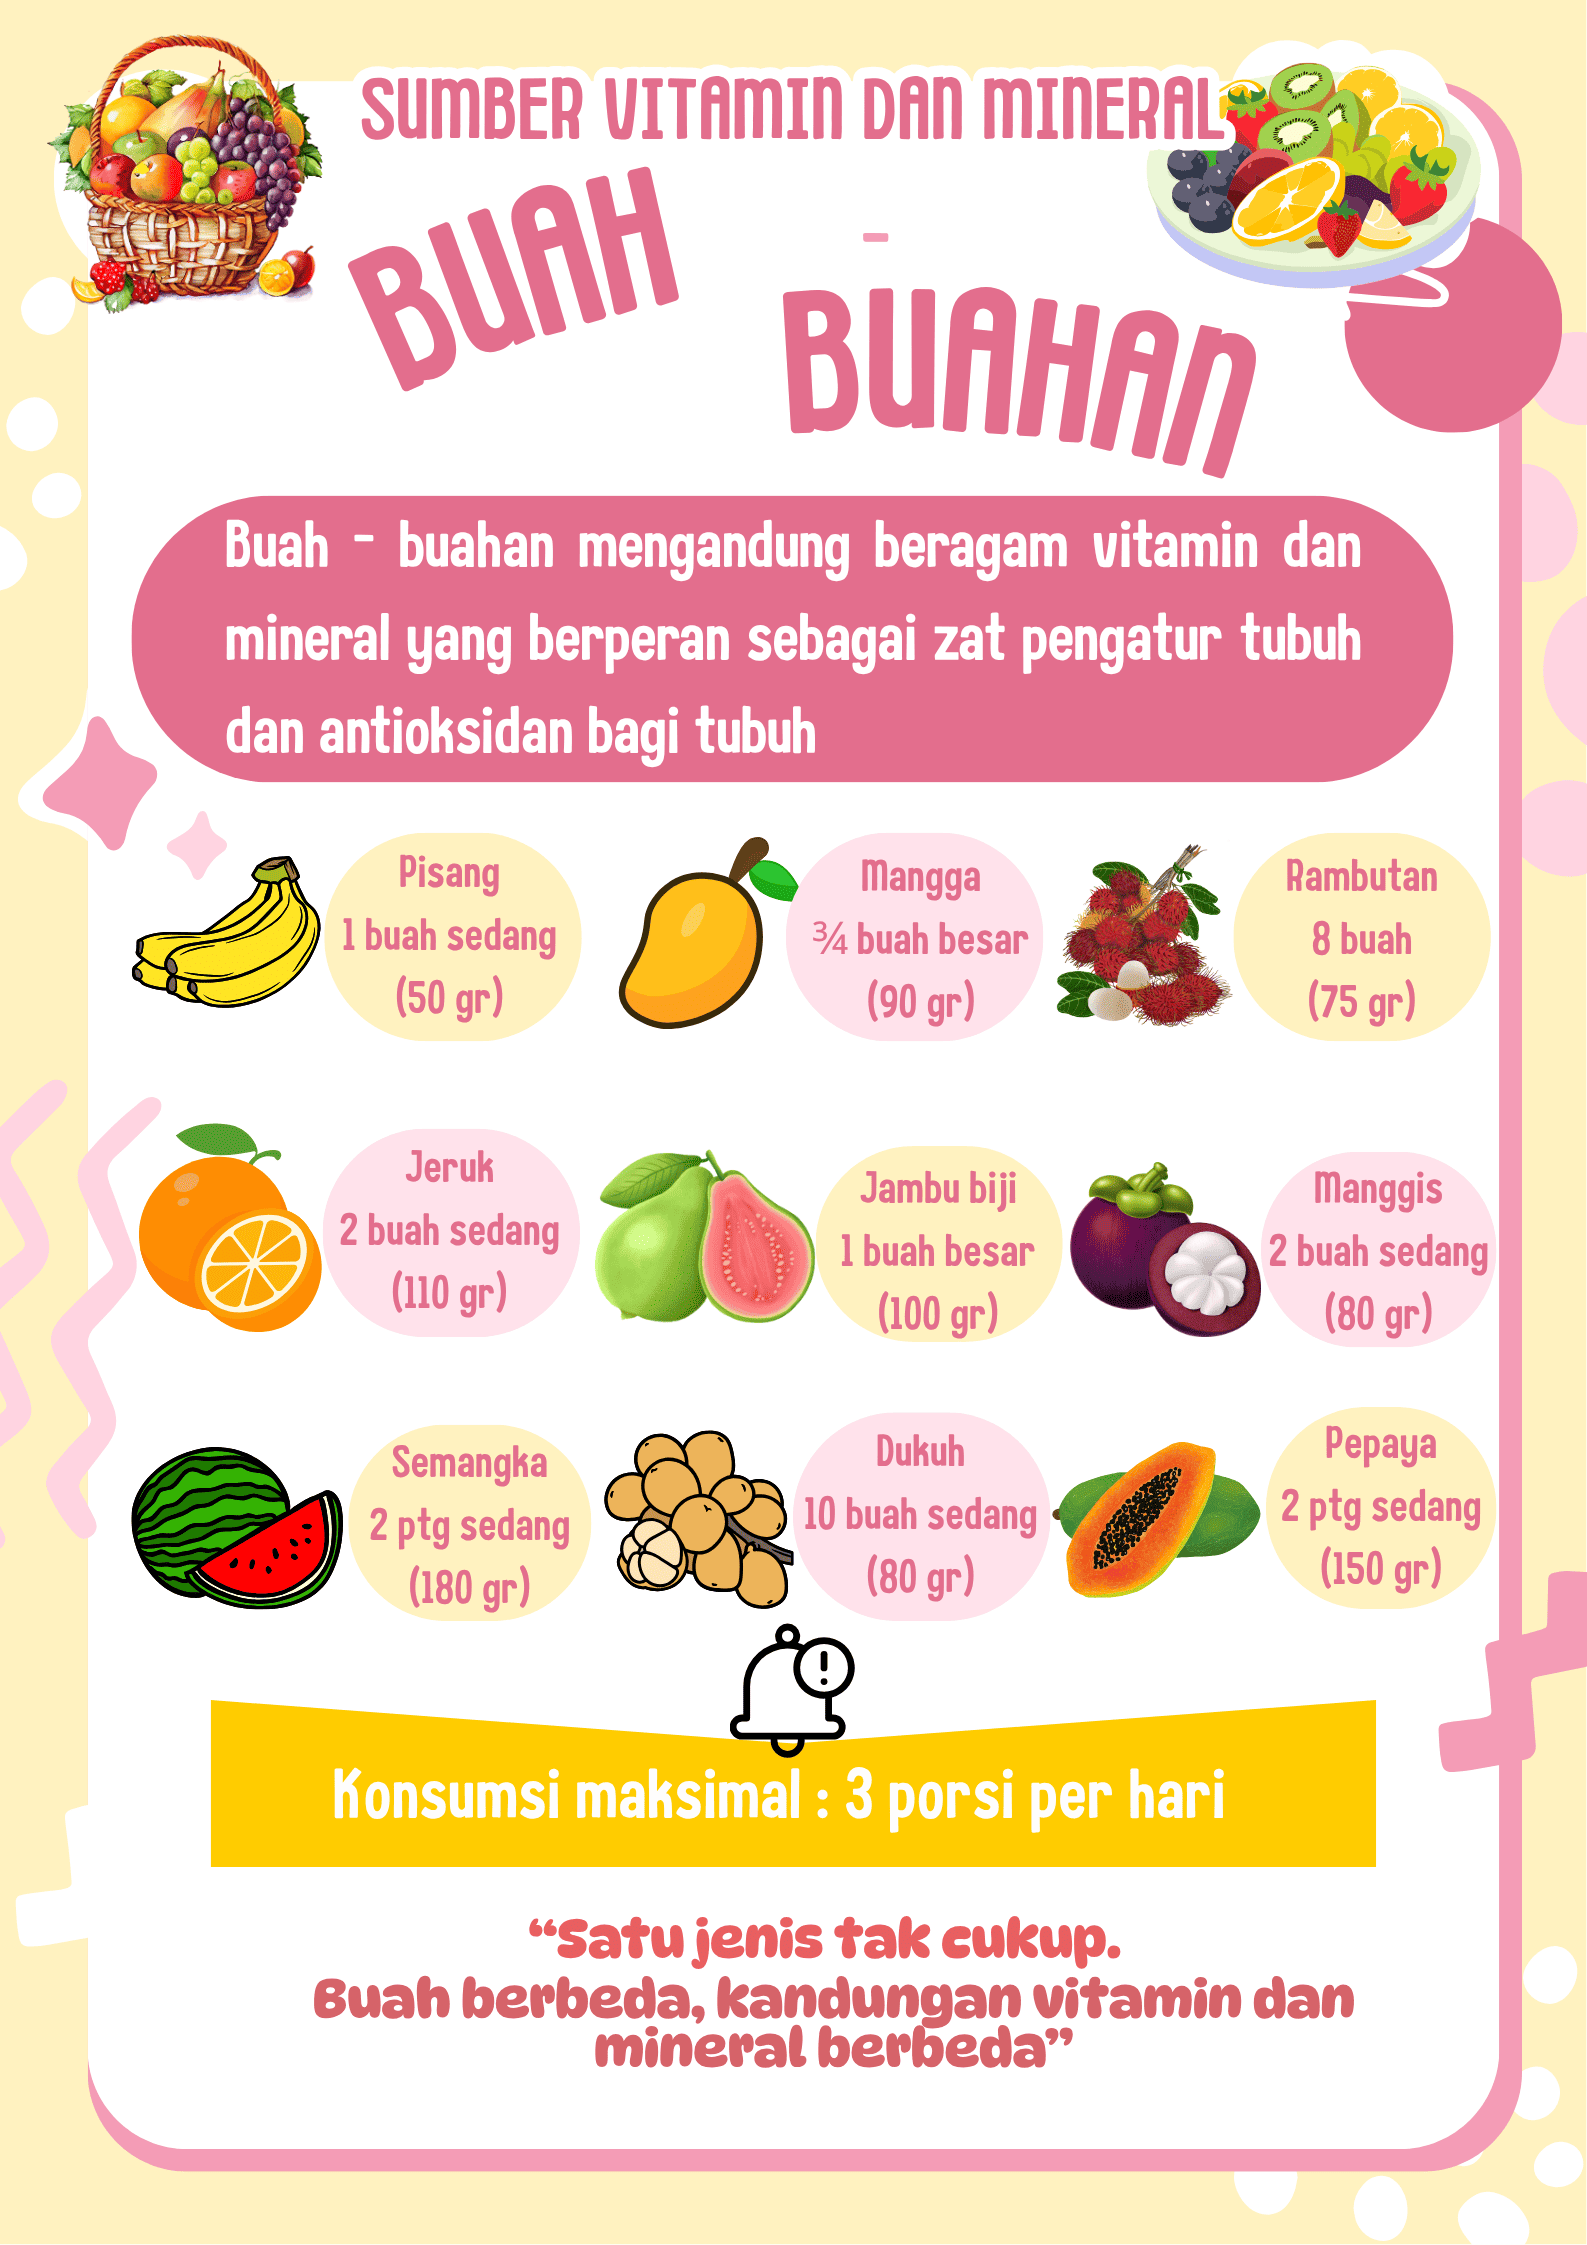 SUMBER VITAMIN DAN MINERAL
BUAH
-
BUAHAN
Buah - buahan mengandung beragam vitamin dan
mineral yang berperan sebagai zat pengatur tubuh
dan antioksidan bagi tubuh
Pisang
1 buah sedang
(50 gr)
Mangga
¾ buah besar
(90 gr)
Rambutan
8 buah
(75 gr)
Jeruk
2 buah sedang
(110 gr)
Jambu biji
1 buah besar
(100 gr)
Manggis
2 buah sedang
(80 gr)
Semangka
2 ptg sedang
(180 gr)
Dukuh
10 buah sedang
(80 gr)
Pepaya
2 ptg sedang
(150 gr)
!
Konsumsi maksimal : 3 porsi per hari
“Satu jenis tak cukup.
Buah berbeda, kandungan vitamin dan
mineral berbeda”